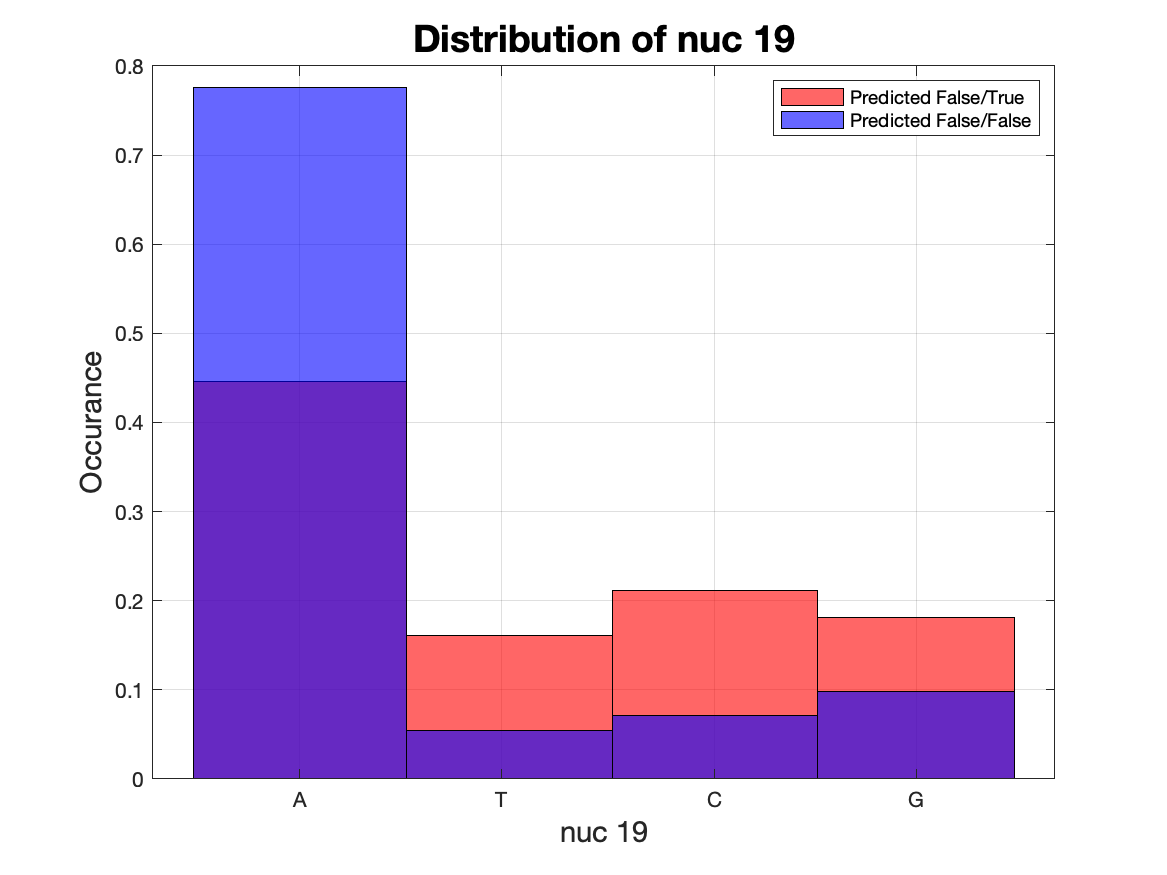 Distribution of nuc 19
Predicted False/True
Predicted False/False
0.8
0.7
0.6
0.5
0.4
0.3
0.2
0.1
0
Occurance
A T C G
nuc 19